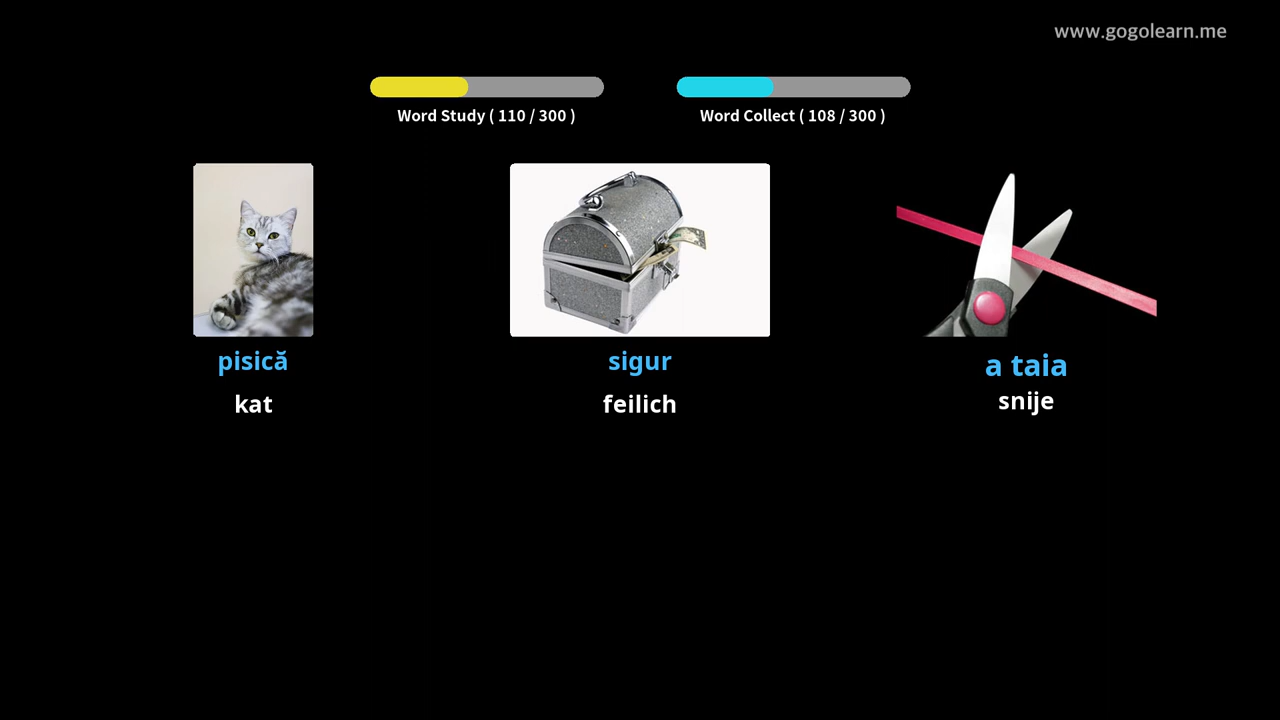 www.gogolearn.me
Word Study ( 110 / 300 )
Word Collect ( 108 / 300 )
pisică
sigur
a taia
kat
feilich
snije